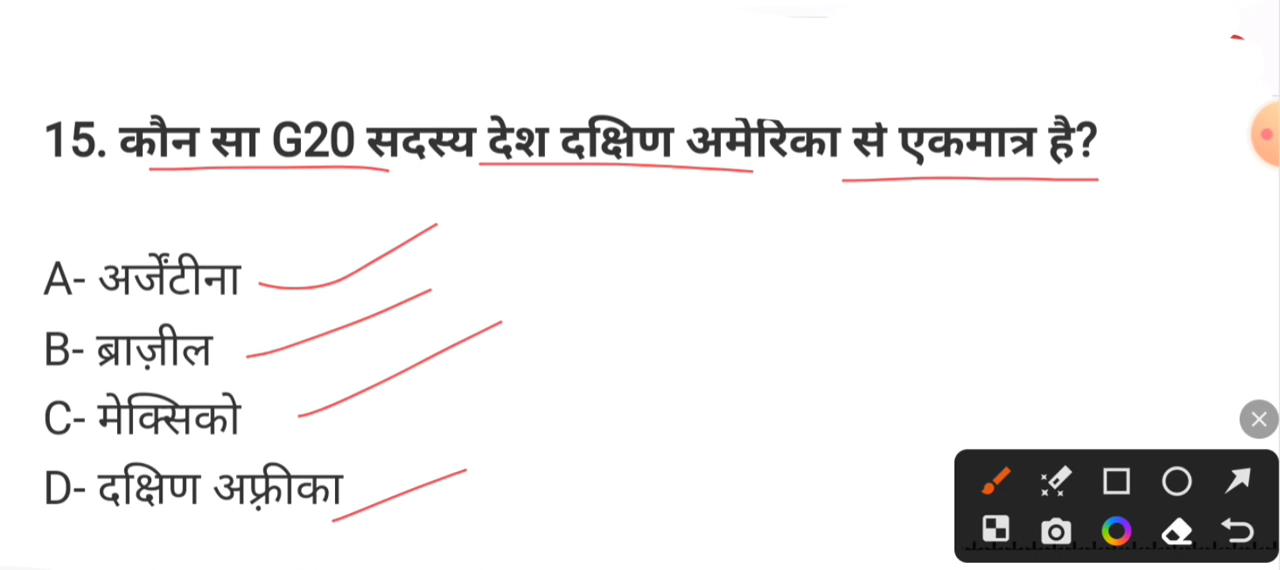 15. कौन सा G20 सदस्य देश दक्षिण अमेरिका से एकमात्र है?
A- अर्जेंटीना
B- ब्राज़ील
C- मेक्सिको
D- दक्षिण अफ़्रीका